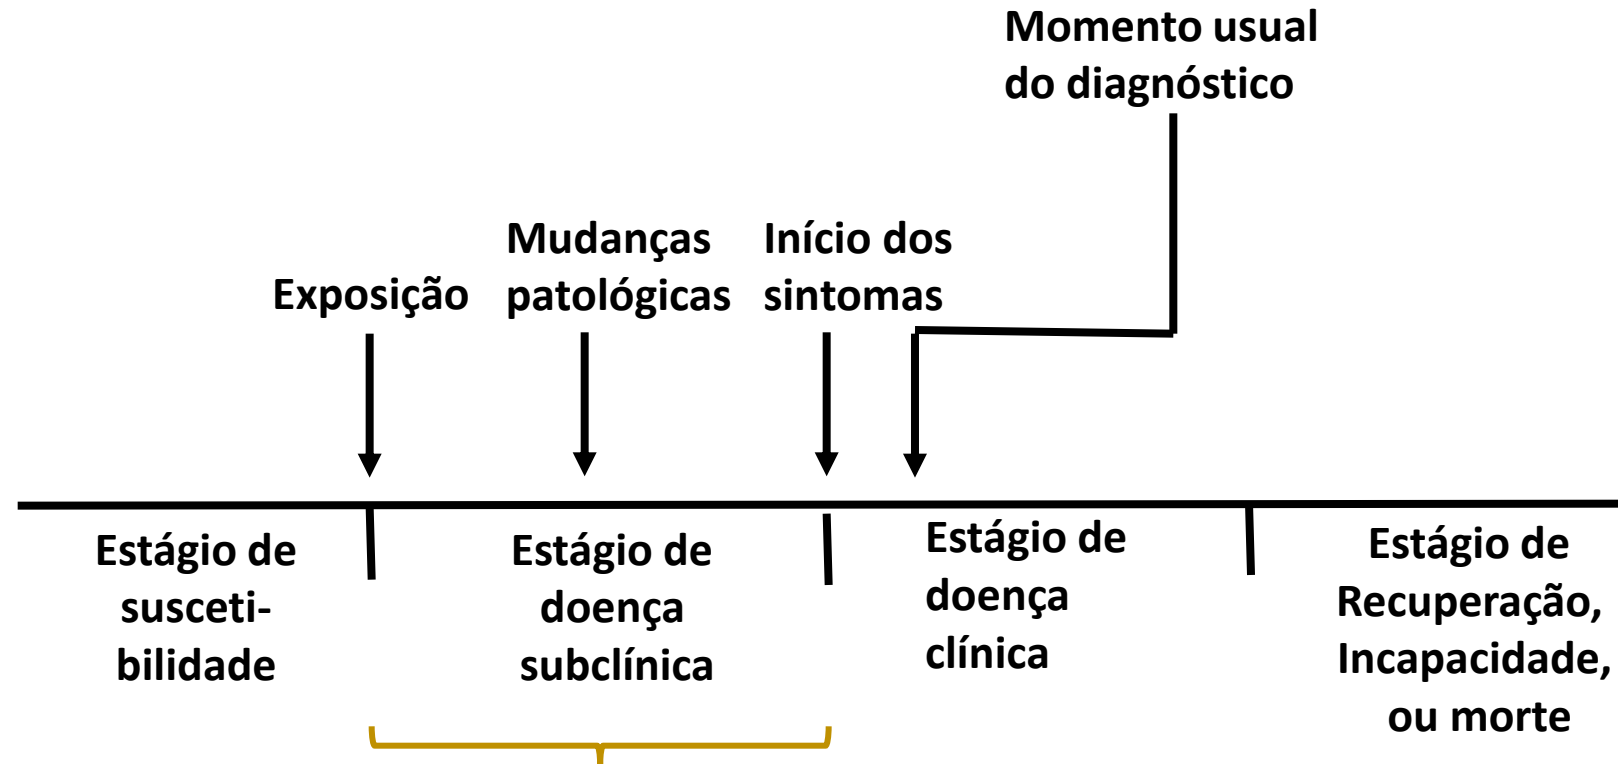 Momento usual
do diagnóstico
Exposição
Mudanças
patológicas
Início dos
sintomas
Estágio de
susceti-
bilidade
Estágio de
doença
subclínica
Estágio de
doença
clínica
Estágio de
Recuperação,
Incapacidade,
ou morte